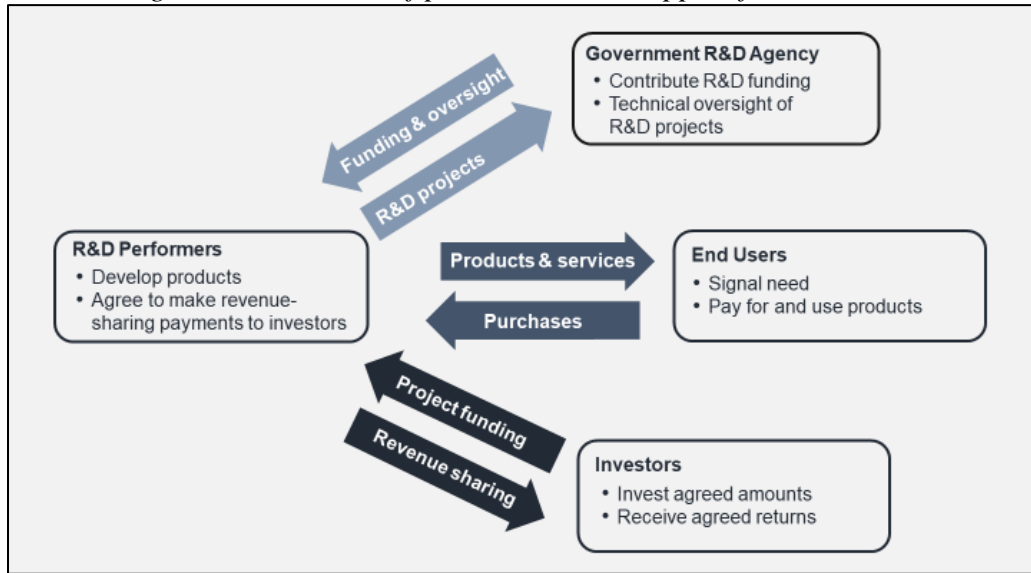 Government R&D Agency
• Contribute R&D funding
• Technical oversight of
R&D projects
Funding & oversight
R&D projects
R&D Performers
• Develop products
• Agree to make revenue-
sharing payments to investors
Products & services
Purchases
End Users
• Signal need
• Pay for and use products
Project funding
Revenue sharing
Investors
• Invest agreed amounts
• Receive agreed returns